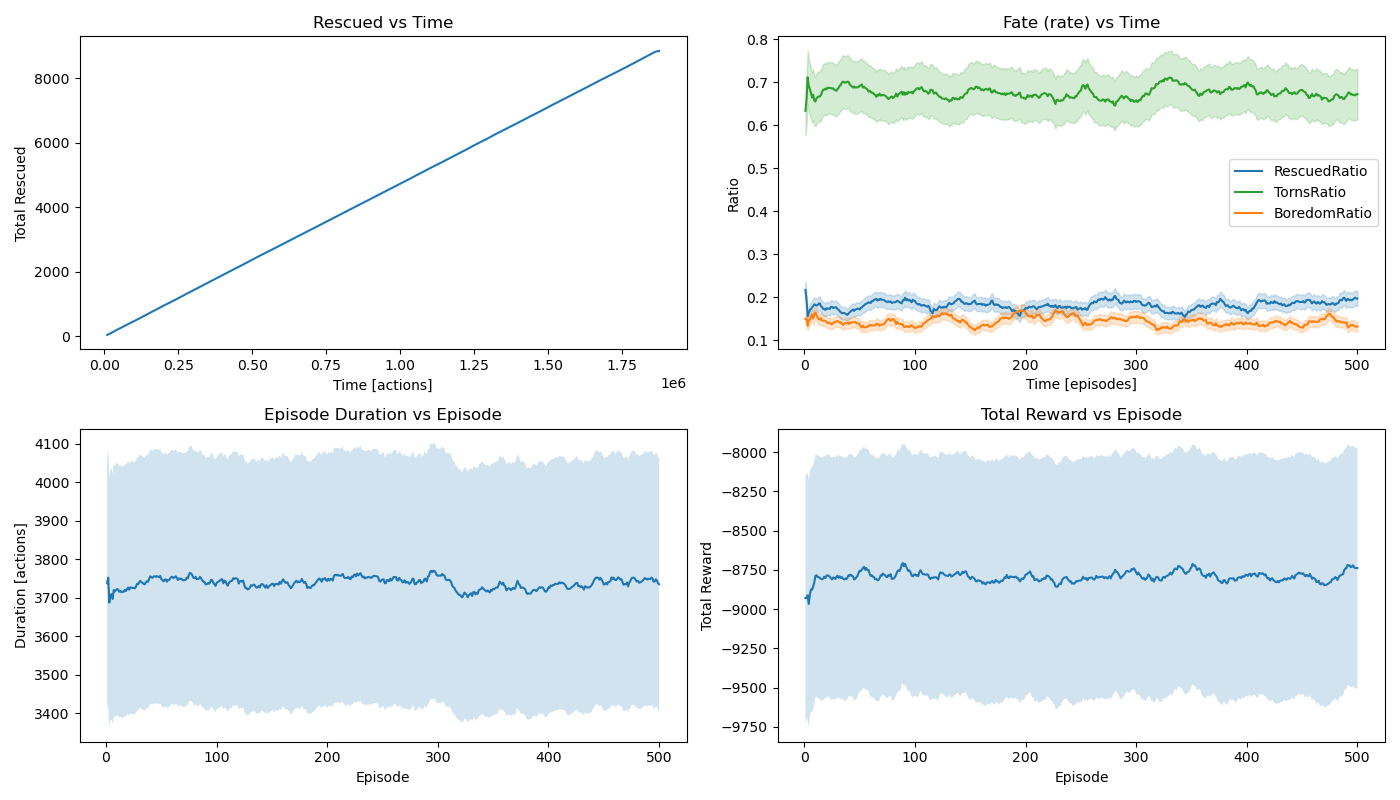 Rescued vs Time
Total Rescued
8000
6000
4000
2000
0
0.00 0.25 0.50 0.75 1.00 1.25 1.50 1.75
1e6
Time [actions]
Fate (rate) vs Time
Ratio
0.8
0.7
0.6
0.5
0.4
0.3
0.2
0.1
RescuedRatio
TornsRatio
BoredomRatio
0 100 200 300 400 500
Time [episodes]
Episode Duration vs Episode
Duration [actions]
4100
4000
3900
3800
3700
3600
3500
3400
0 100 200 300 400 500
Episode
Total Reward vs Episode
Total Reward
−8000
−8250
−8500
−8750
−9000
−9250
−9500
−9750
0 100 200 300 400 500
Episode